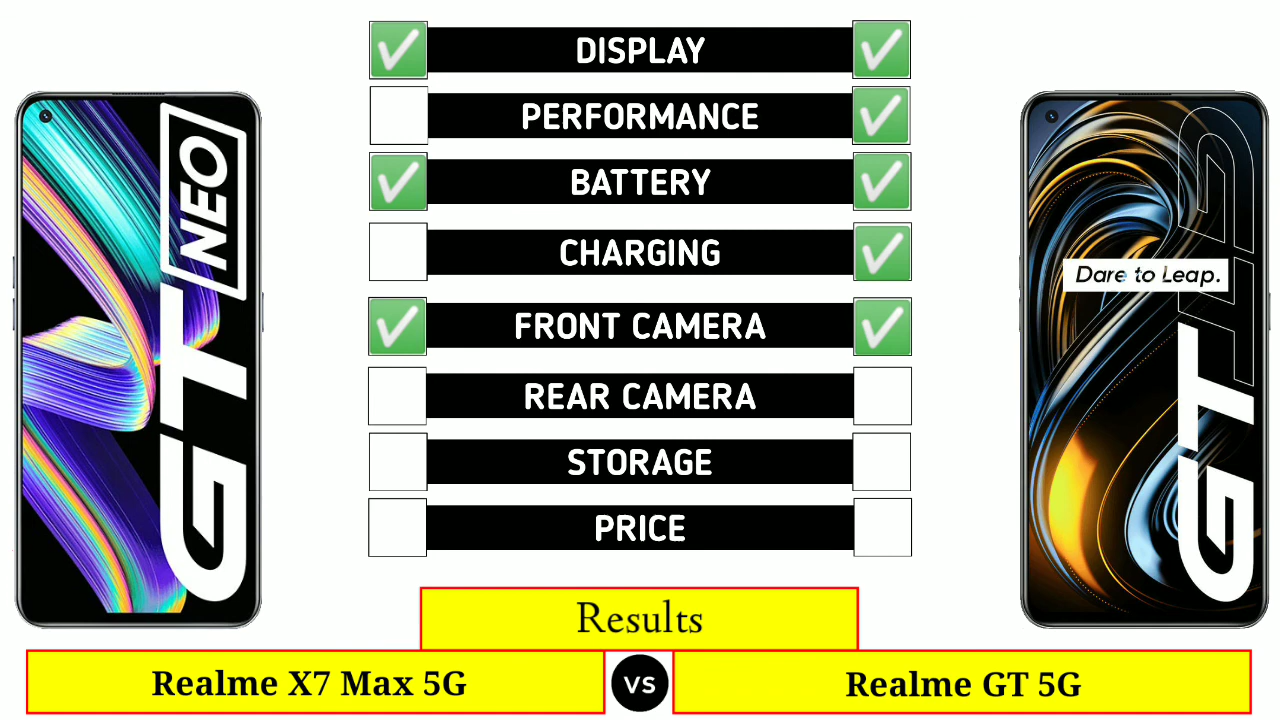 DISPLAY
PERFORMANCE
BATTERY
CHARGING
FRONT CAMERA
REAR CAMERA
STORAGE
PRICE
GT NEO
Dare to Leap.
GT 5G
Results
Realme X7 Max 5G
VS
Realme GT 5G